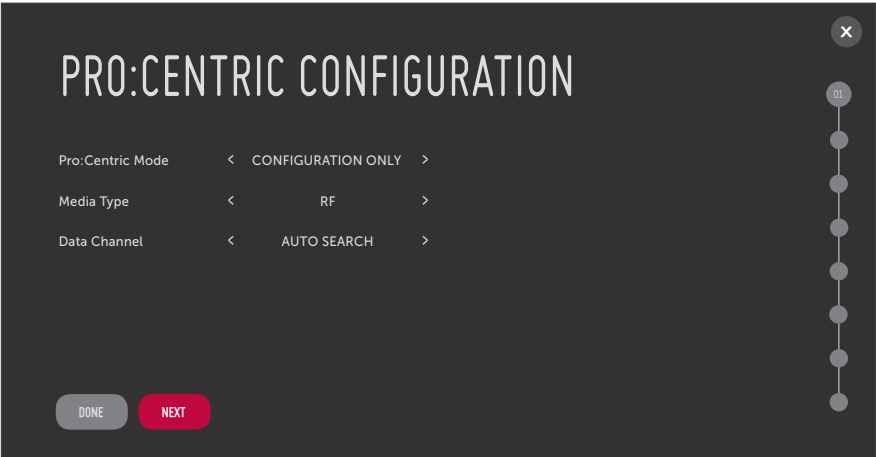 X
PRO:CENTRIC CONFIGURATION
01
Pro:Centric Mode < CONFIGURATION ONLY >
Media Type < RF >
Data Channel < AUTO SEARCH >
DONE NEXT